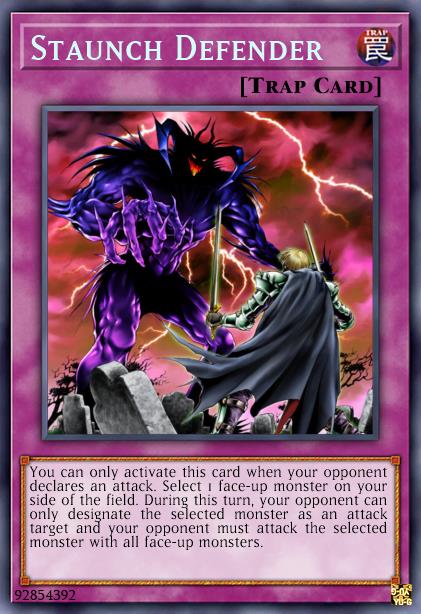 Staunch Defender
TRAP
罠
[Trap Card]
You can only activate this card when your opponent
declares an attack. Select 1 face-up monster on your
side of the field. During this turn, your opponent can
only designate the selected monster as an attack
target and your opponent must attack the selected
monster with all face-up monsters.
92854392